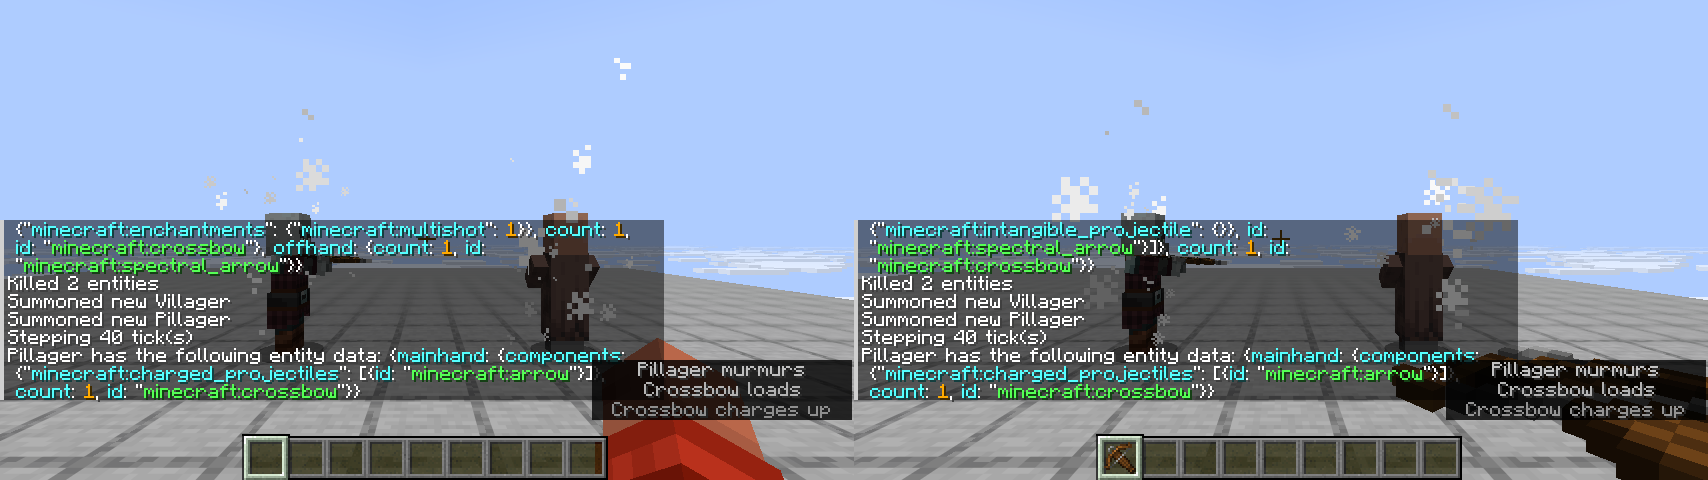 {"minecraft:enchantments": {"minecraft:multishot": 1}}, count: 1,
id: "minecraft:crossbow"}, offhand: {count: 1, id:
"minecraft:spectral_arrow"}}
Killed 2 entities
Summoned new Villager
Summoned new Pillager
Stepping 40 tick(s)
Pillager has the following entity data: {mainhand: {components:
{"minecraft:charged_projectiles": [{id: "minecraft:arrow"}]
count: 1, id: "minecraft:crossbow"}}
Pillager murmurs
Crossbow loads
Crossbow charges up
{"minecraft:intangible_projectile": {}}, id:
"minecraft:spectral_arrow"}]}, count: 1, id:
"minecraft:crossbow"}}
Killed 2 entities
Summoned new Villager
Summoned new Pillager
Stepping 40 tick(s)
Pillager has the following entity data: {mainhand: {components:
{"minecraft:charged_projectiles": [{id: "minecraft:arrow"}]
count: 1, id: "minecraft:crossbow"}}
Pillager murmurs
Crossbow loads
Crossbow charges up